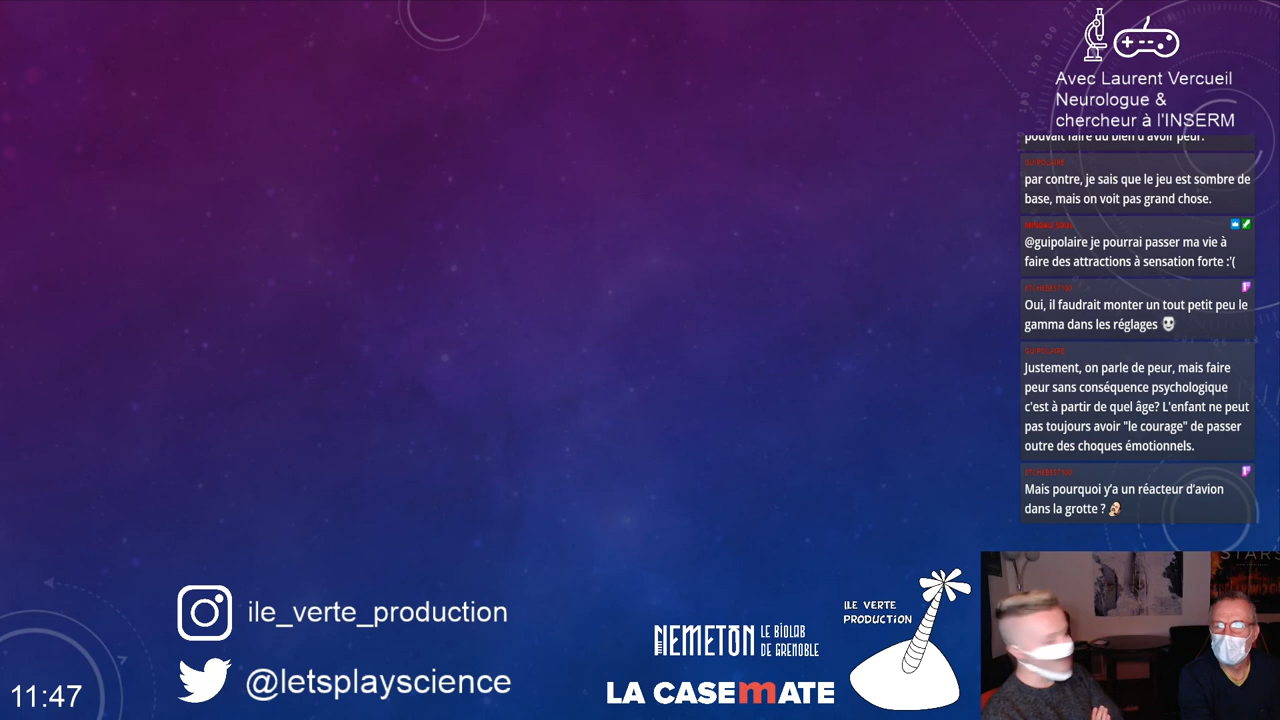 Avec Laurent Vercueil
Neurologue &
chercheur à l'INSERM
pouvait faire du bien d'avoir peur.
GUIPOLAIRE
par contre, je sais que le jeu est sombre de
base, mais on voit pas grand chose.
@guipolaire je pourrai passer ma vie à
faire des attractions à sensation forte :'(
Oui, il faudrait monter un tout petit peu le
gamma dans les réglages
GUIPOLAIRE
Justement, on parle de peur, mais faire
peur sans conséquence psychologique
c'est à partir de quel âge? L'enfant ne peut
pas toujours avoir "le courage" de passer
outre des choques émotionnels.
Mais pourquoi y'a un réacteur d'avion
dans la grotte ?
STARS
ILE VERTE
PRODUCTION
ile_verte_production
NEMETON LE BIOLAB
DE GRENOBLE
@letsplayscience
LA CASEMATE
11:47